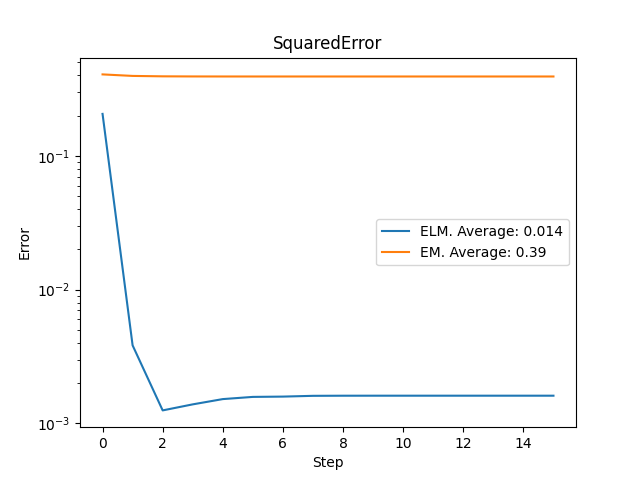 SquaredError
Error
10⁻¹
10⁻²
10⁻³
ELM. Average: 0.014
EM. Average: 0.39
0 2 4 6 8 10 12 14
Step